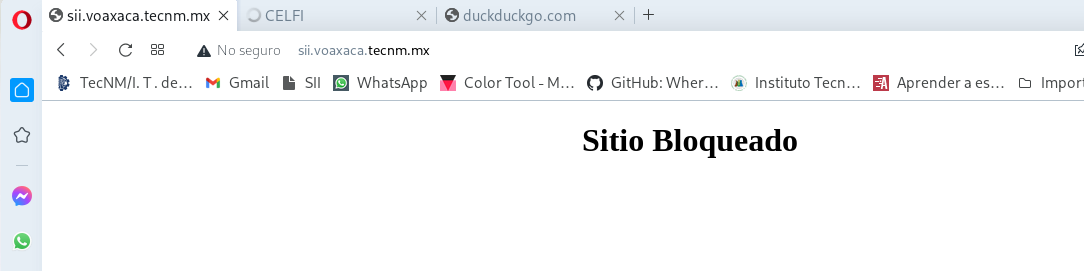 sii.voaxaca.tecnm.mx CELFI duckduckgo.com
No seguro sii.voaxaca.tecnm.mx
TecNM/I. T. de... Gmail SII WhatsApp Color Tool - M... GitHub: Wher... Instituto Tecn... Aprender a es... Import
Sitio Bloqueado